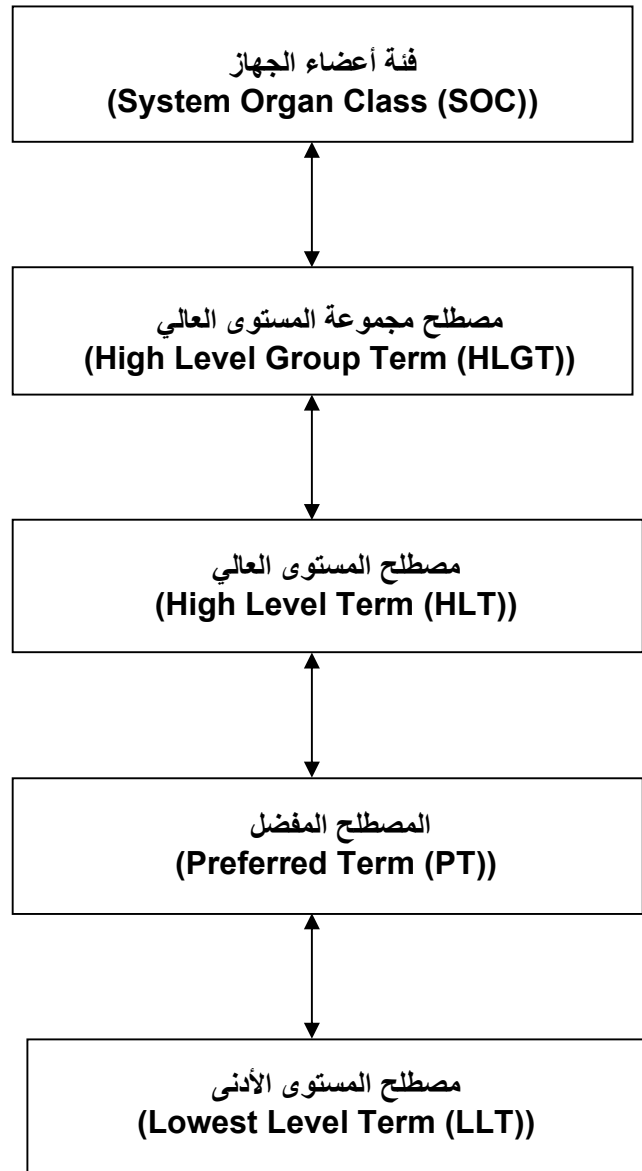 فئة أعضاء الجهاز
(System Organ Class (SOC))
مصطلح مجموعة المستوى العالي
(High Level Group Term (HLGT))
مصطلح المستوى العالي
(High Level Term (HLT))
المصطلح المفضل
(Preferred Term (PT))
مصطلح المستوى الأدنى
(Lowest Level Term (LLT))